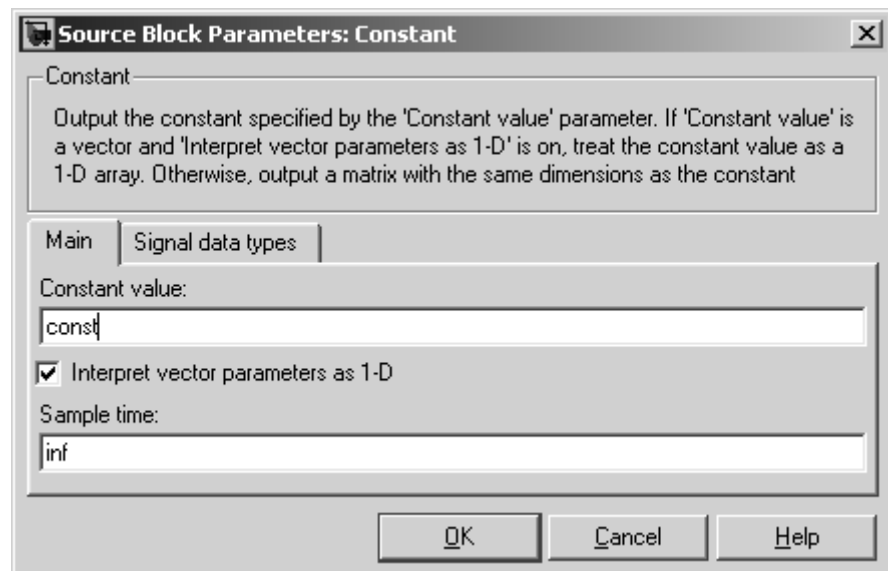 Source Block Parameters: Constant
Constant
Output the constant specified by the 'Constant value' parameter. If 'Constant value' is
a vector and 'Interpret vector parameters as 1-D' is on, treat the constant value as a
1-D array. Otherwise, output a matrix with the same dimensions as the constant
Main Signal data types
Constant value:
const
Interpret vector parameters as 1-D
Sample time:
inf
OK Cancel Help